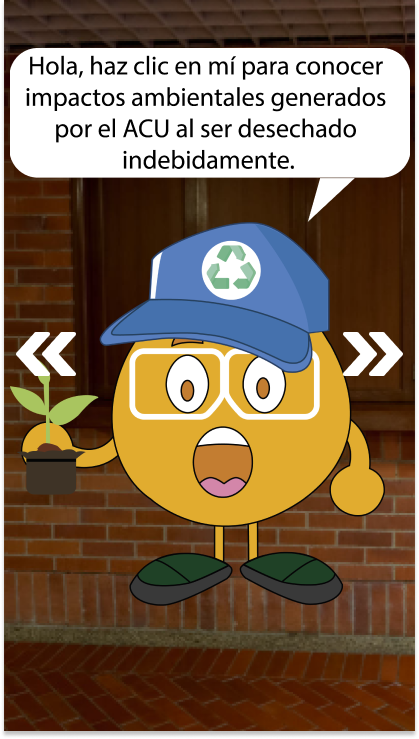 Hola, haz clic en mí para conocer
impactos ambientales generados
por el ACU al ser desechado
indebidamente.